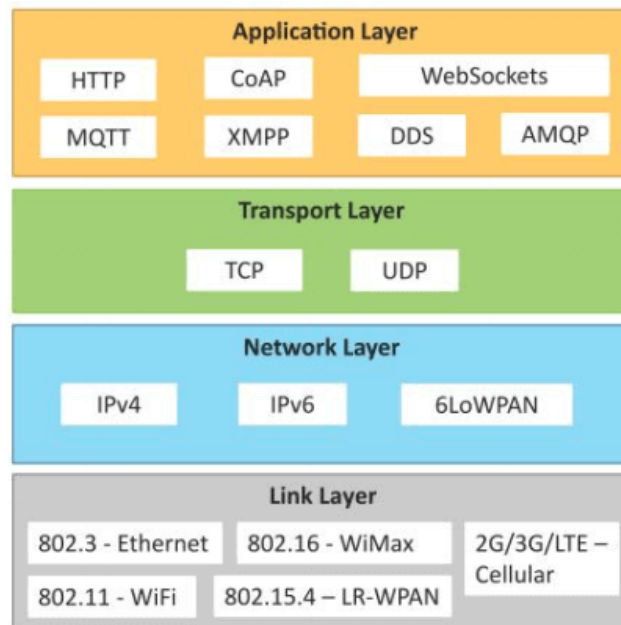 Application Layer
HTTP
CoAP
WebSockets
MQTT
XMPP
DDS
AMQP
Transport Layer
TCP
UDP
Network Layer
IPv4
IPv6
6LoWPAN
Link Layer
802.3 - Ethernet
802.16 - WiMax
2G/3G/LTE –
Cellular
802.11 - WiFi
802.15.4 – LR-WPAN